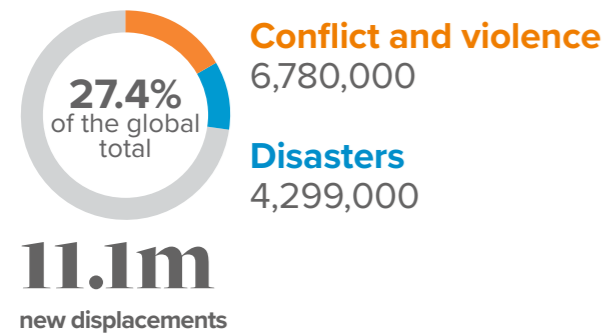 27.4%
of the global
total
Conflict and violence
6,780,000
Disasters
4,299,000
11.1m
new displacements